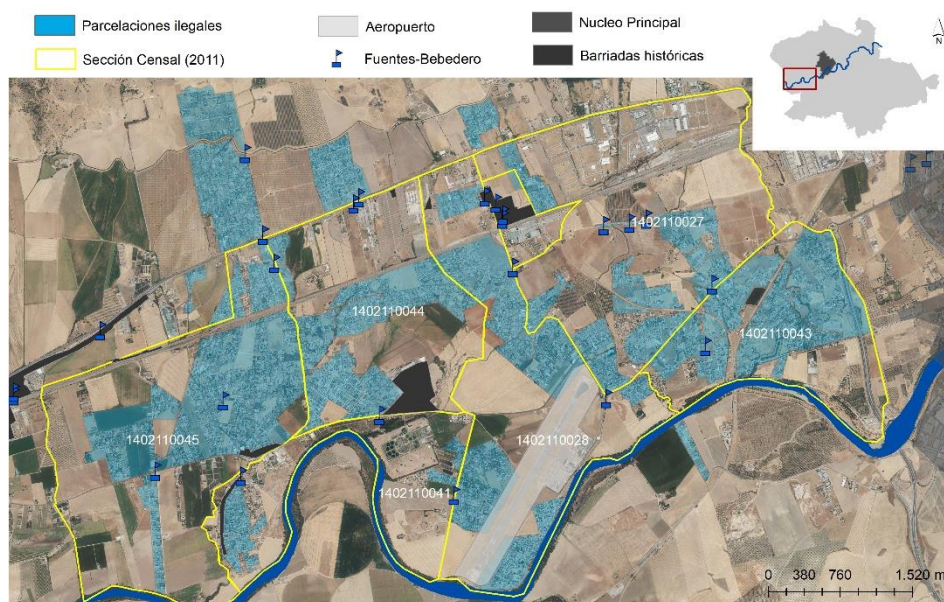 Parcelaciones ilegales
Aeropuerto
Nucleo Principal
Sección Censal (2011)
Fuentes-Bebedero
Barriadas históricas
N
1402110027
1402110044
1402110043
1402110045
1402110028
1402110041
0 380 760 1.520 m